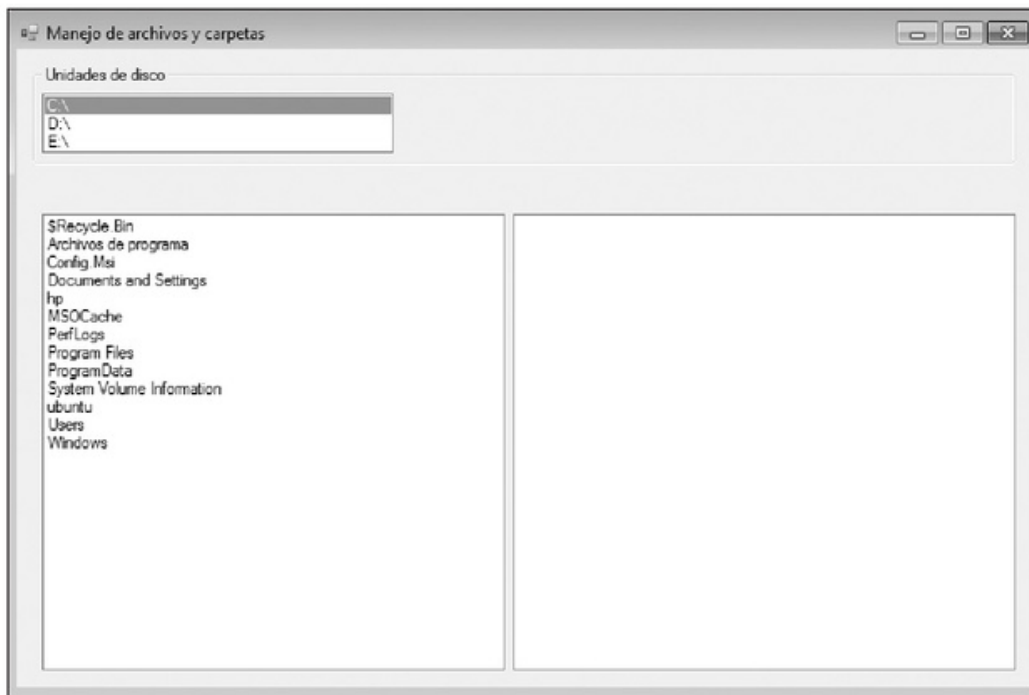 Manejo de archivos y carpetas
Unidades de disco
C:\
D:\
E:\
$Recycle.Bin
Archivos de programa
Config.Msi
Documents and Settings
hp
MSOCache
PerfLogs
Program Files
ProgramData
System Volume Information
ubuntu
Users
Windows